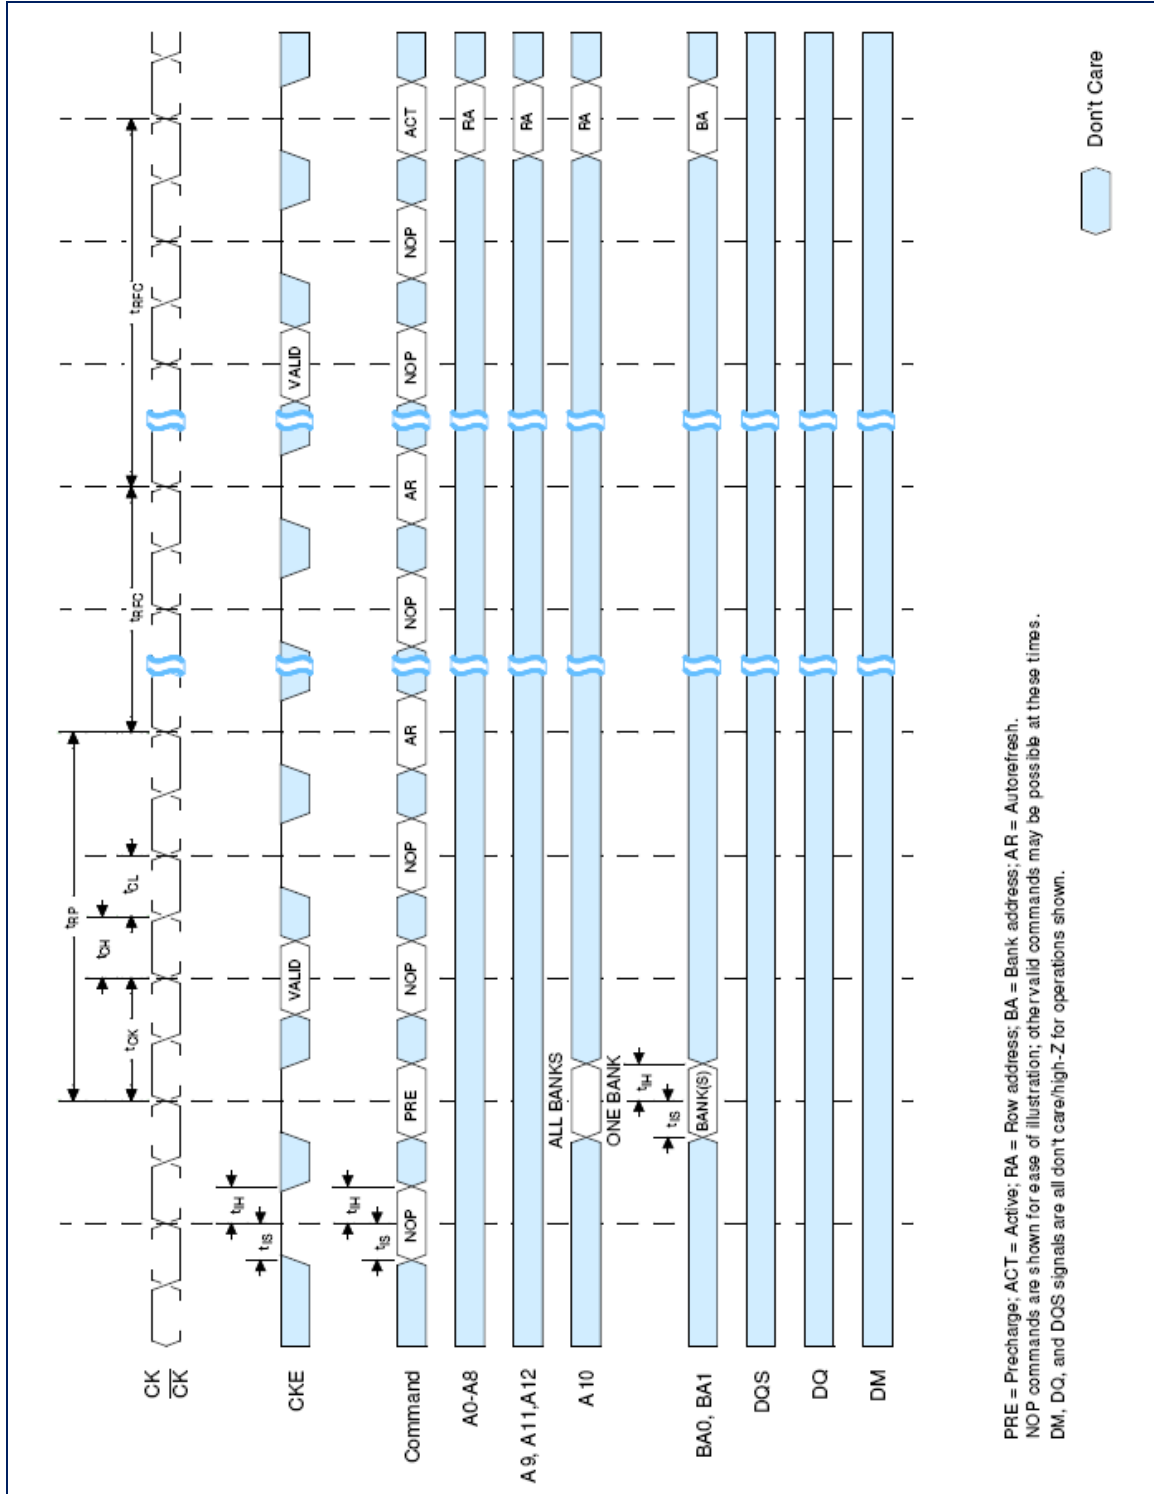 tRP
tCH
tCK
tCL
tRFC
tRFC
CK
CK
tIH
tIS
CKE
VALID
VALID
tIH
tIS
Command
NOP
PRE
NOP
NOP
AR
NOP
AR
NOP
NOP
ACT
A0-A8
RA
A9, A11,A12
RA
ALL BANKS
A10
RA
ONE BANK
tIS
tIH
BA0, BA1
BANK(S)
BA
DQS
DQ
DM
PRE = Precharge; ACT = Active; RA = Row address; BA = Bank address; AR = Autorefresh.
NOP commands are shown for ease of illustration; other valid commands may be possible at these times.
DM, DQ, and DQS signals are all don't care/high-Z for operations shown.
Don't Care